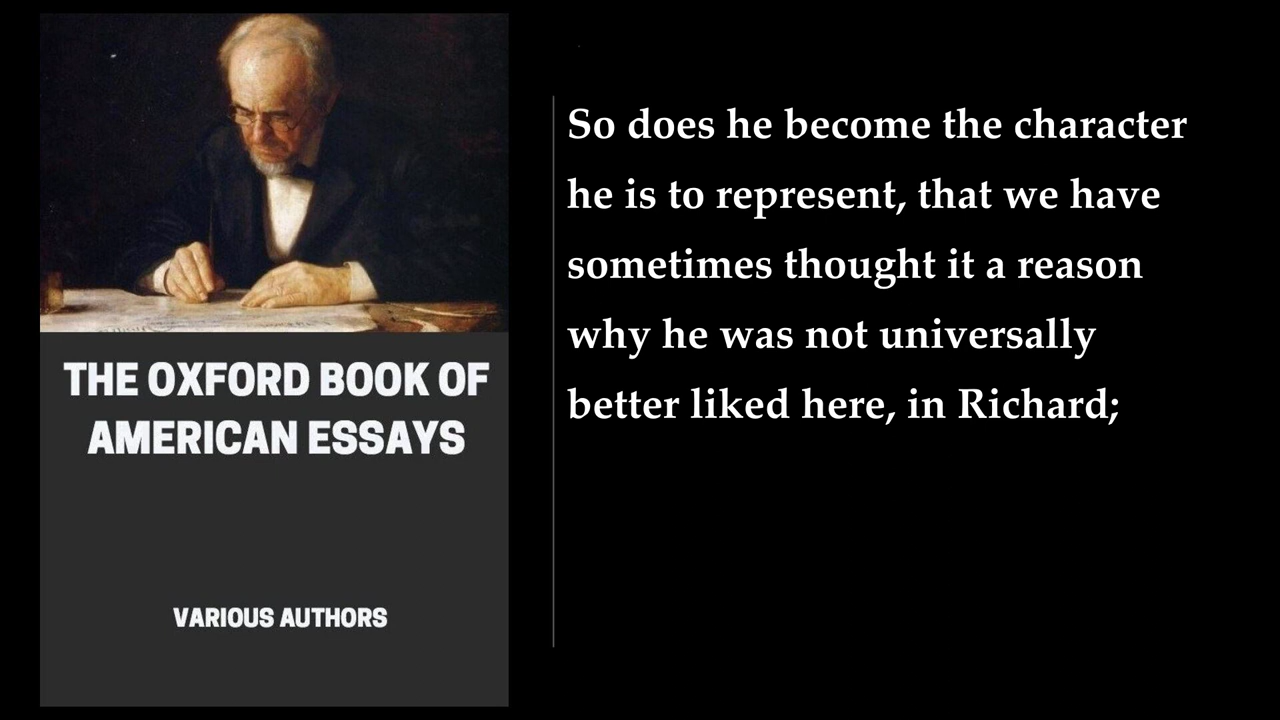 THE OXFORD BOOK OF
AMERICAN ESSAYS
VARIOUS AUTHORS
So does he become the character
he is to represent, that we have
sometimes thought it a reason
why he was not universally
better liked here, in Richard;